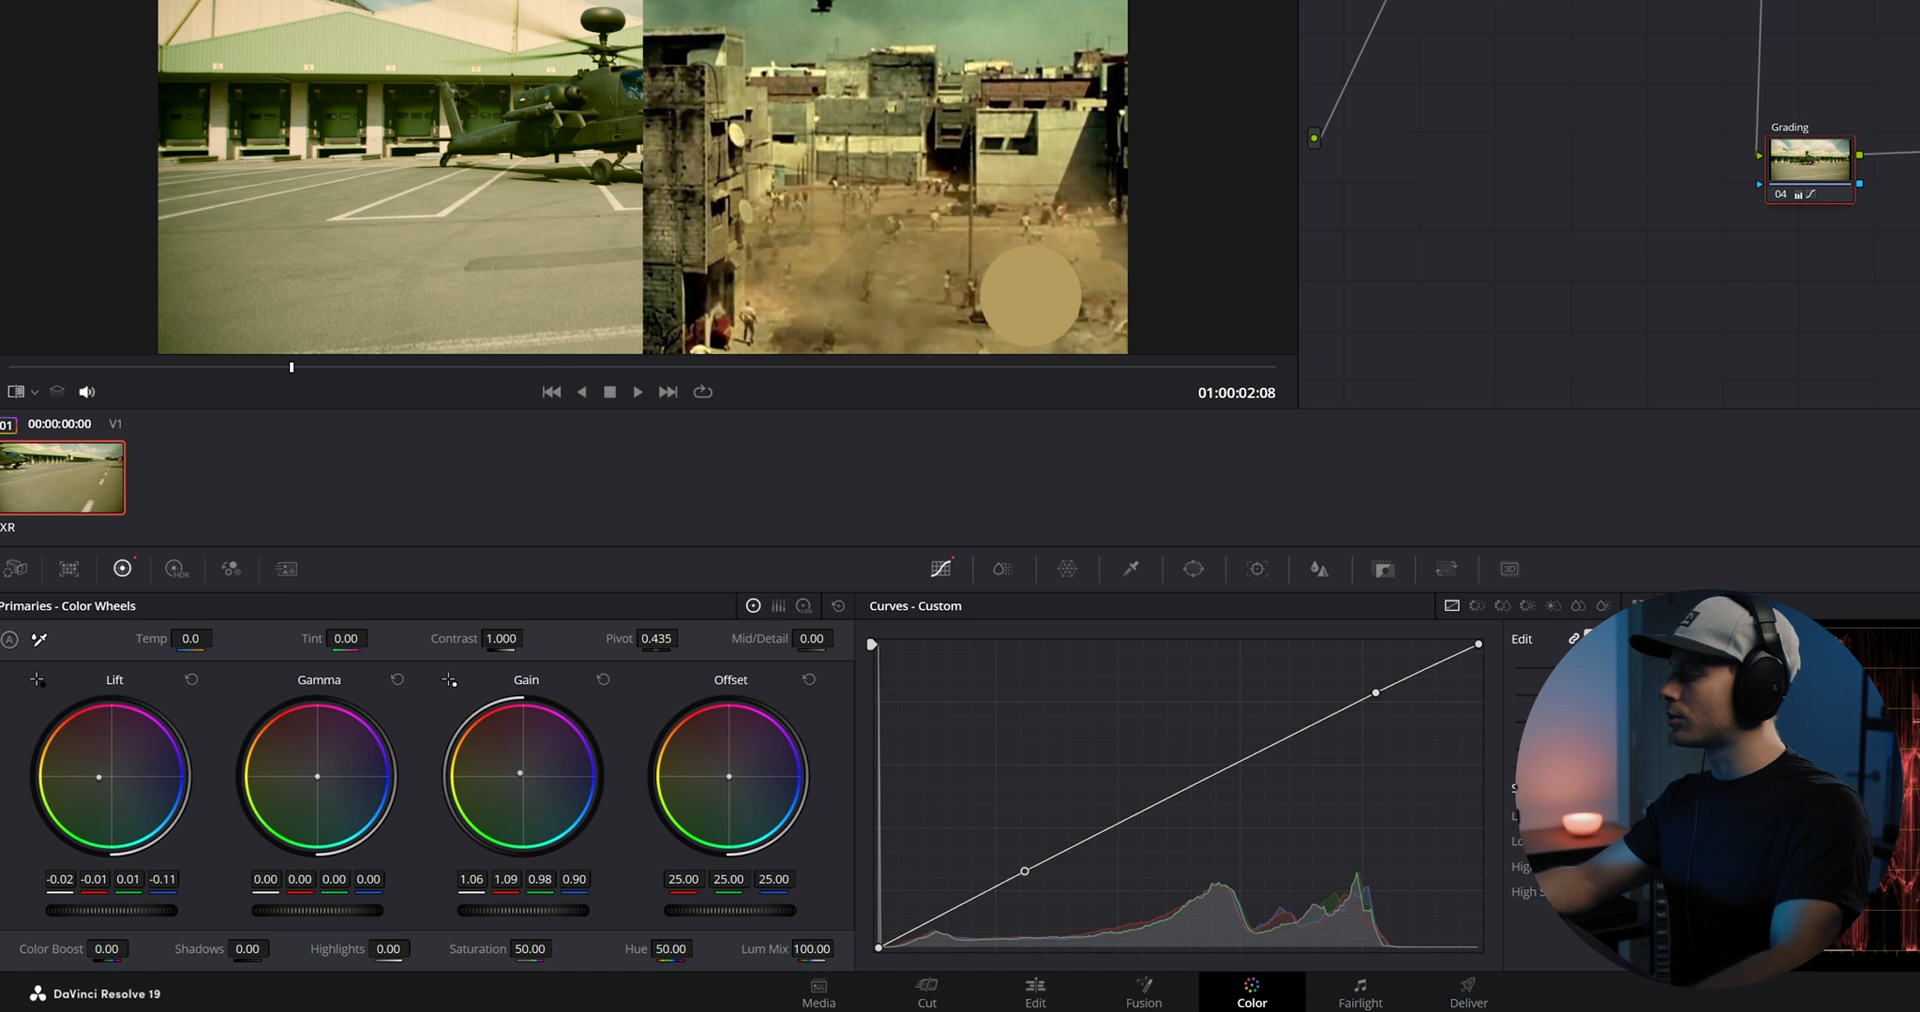 Grading
04
01:00:02:08
01 00:00:00:00 V1
XR
HDR
3D
Primaries - Color Wheels
LOG
Curves - Custom
A
Temp 0.0 Tint 0.00 Contrast 1.000 Pivot 0.435 Mid/Detail 0.00
Edit
Lift Gamma Gain Offset
-0.02 -0.01 0.01 -0.11 0.00 0.00 0.00 0.00 1.06 1.09 0.98 0.90 25.00 25.00 25.00
High
High S
Color Boost 0.00 Shadows 0.00 Highlights 0.00 Saturation 50.00 Hue 50.00 Lum Mix 100.00
DaVinci Resolve 19
Media Cut Edit Fusion Color Fairlight Deliver